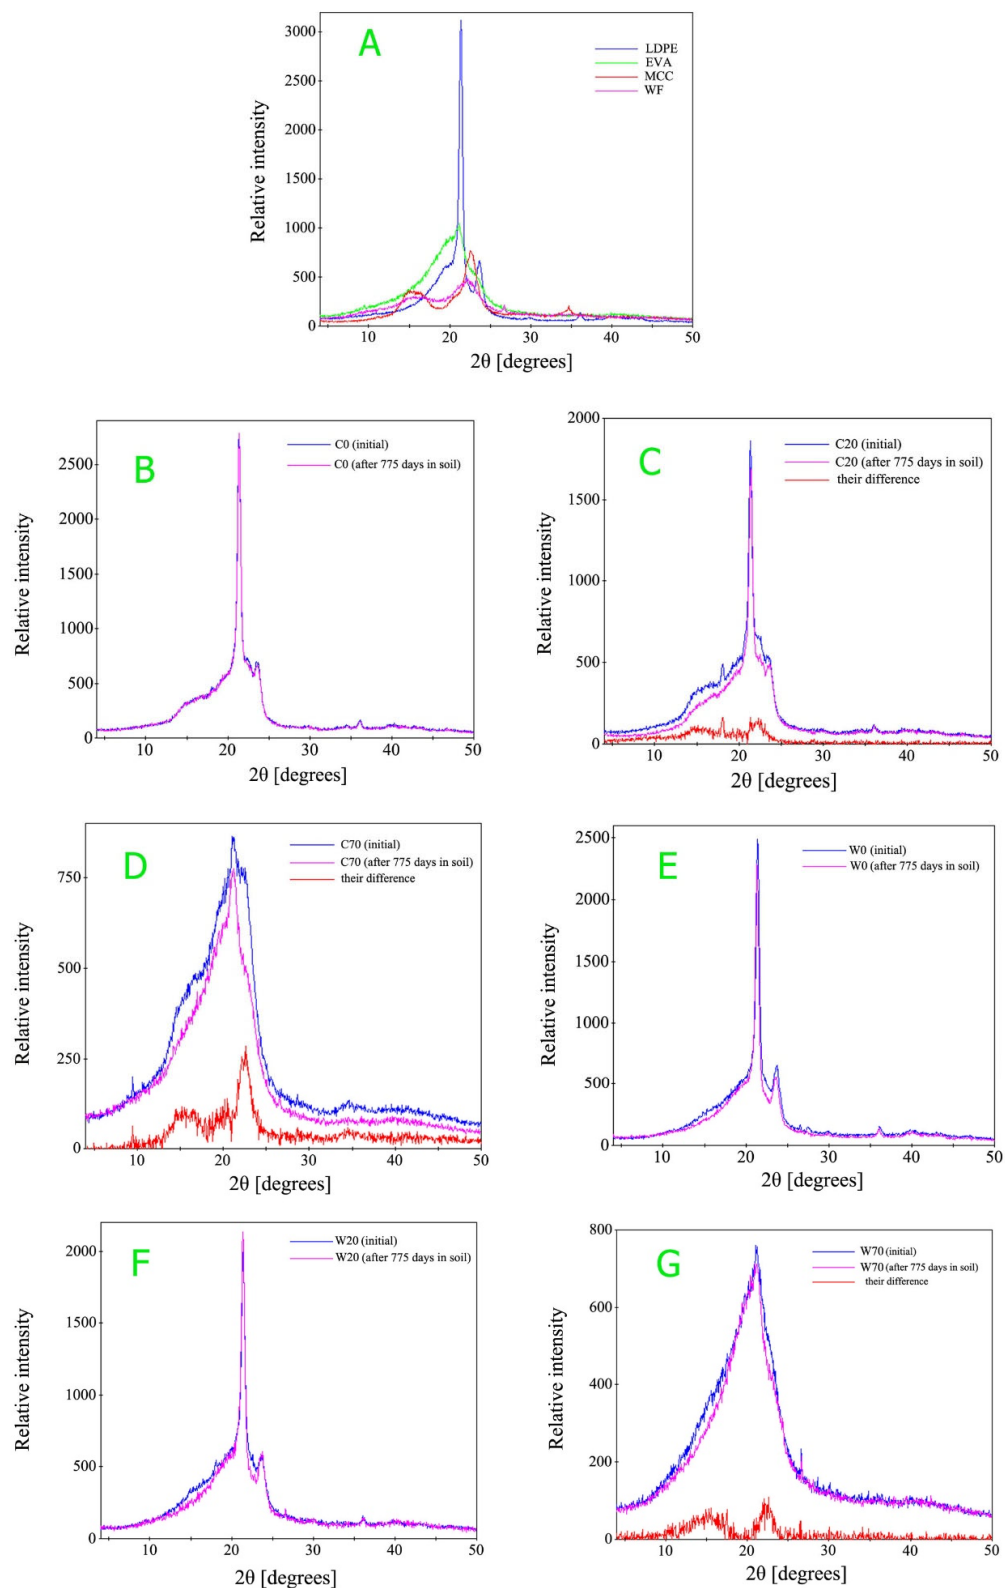 A
3000
2500
2000
1500
1000
500
0
10 20 30 40 50
Relative intensity
2θ [degrees]
LDPE
EVA
MCC
WF
B
2500
2000
1500
1000
500
0
10 20 30 40 50
Relative intensity
2θ [degrees]
C0 (initial)
C0 (after 775 days in soil)
C
2000
1500
1000
500
0
10 20 30 40 50
Relative intensity
2θ [degrees]
C20 (initial)
C20 (after 775 days in soil)
their difference
D
750
500
250
0
10 20 30 40 50
Relative intensity
2θ [degrees]
C70 (initial)
C70 (after 775 days in soil)
their difference
E
2500
2000
1500
1000
500
0
10 20 30 40 50
Relative intensity
2θ [degrees]
W0 (initial)
W0 (after 775 days in soil)
F
2000
1500
1000
500
0
10 20 30 40 50
Relative intensity
2θ [degrees]
W20 (initial)
W20 (after 775 days in soil)
G
800
600
400
200
0
10 20 30 40 50
Relative intensity
2θ [degrees]
W70 (initial)
W70 (after 775 days in soil)
their difference